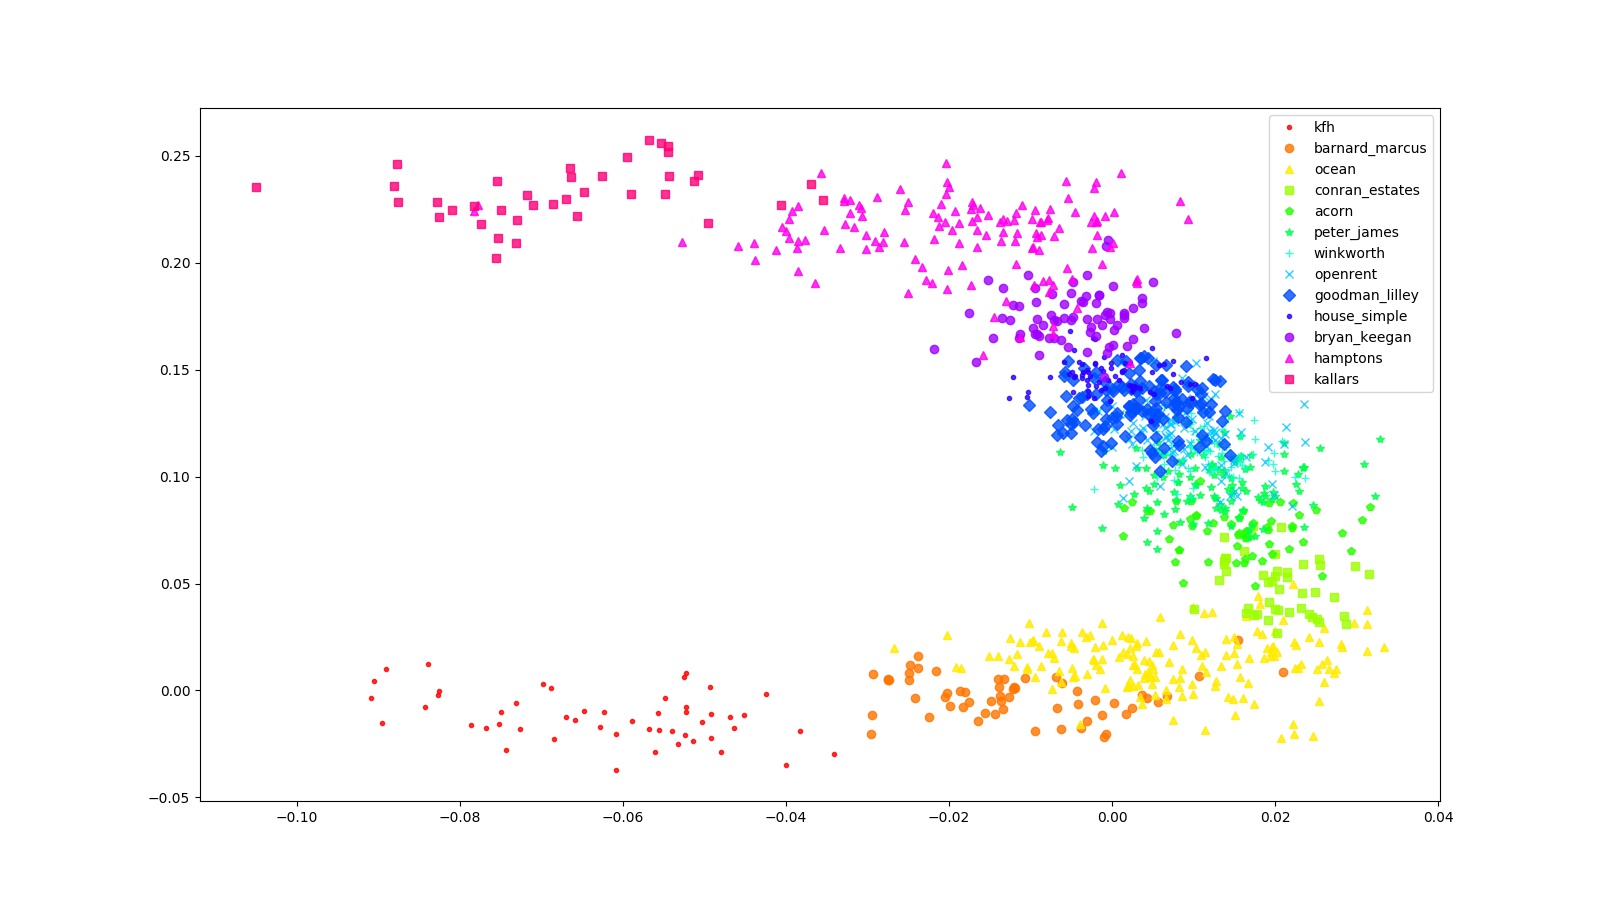 kfh
barnard_marcus
ocean
conran_estates
acorn
peter_james
winkworth
openrent
goodman_lilley
house_simple
bryan_keegan
hamptons
kallars
0.25
0.20
0.15
0.10
0.05
0.00
−0.05
−0.10 −0.08 −0.06 −0.04 −0.02 0.00 0.02 0.04